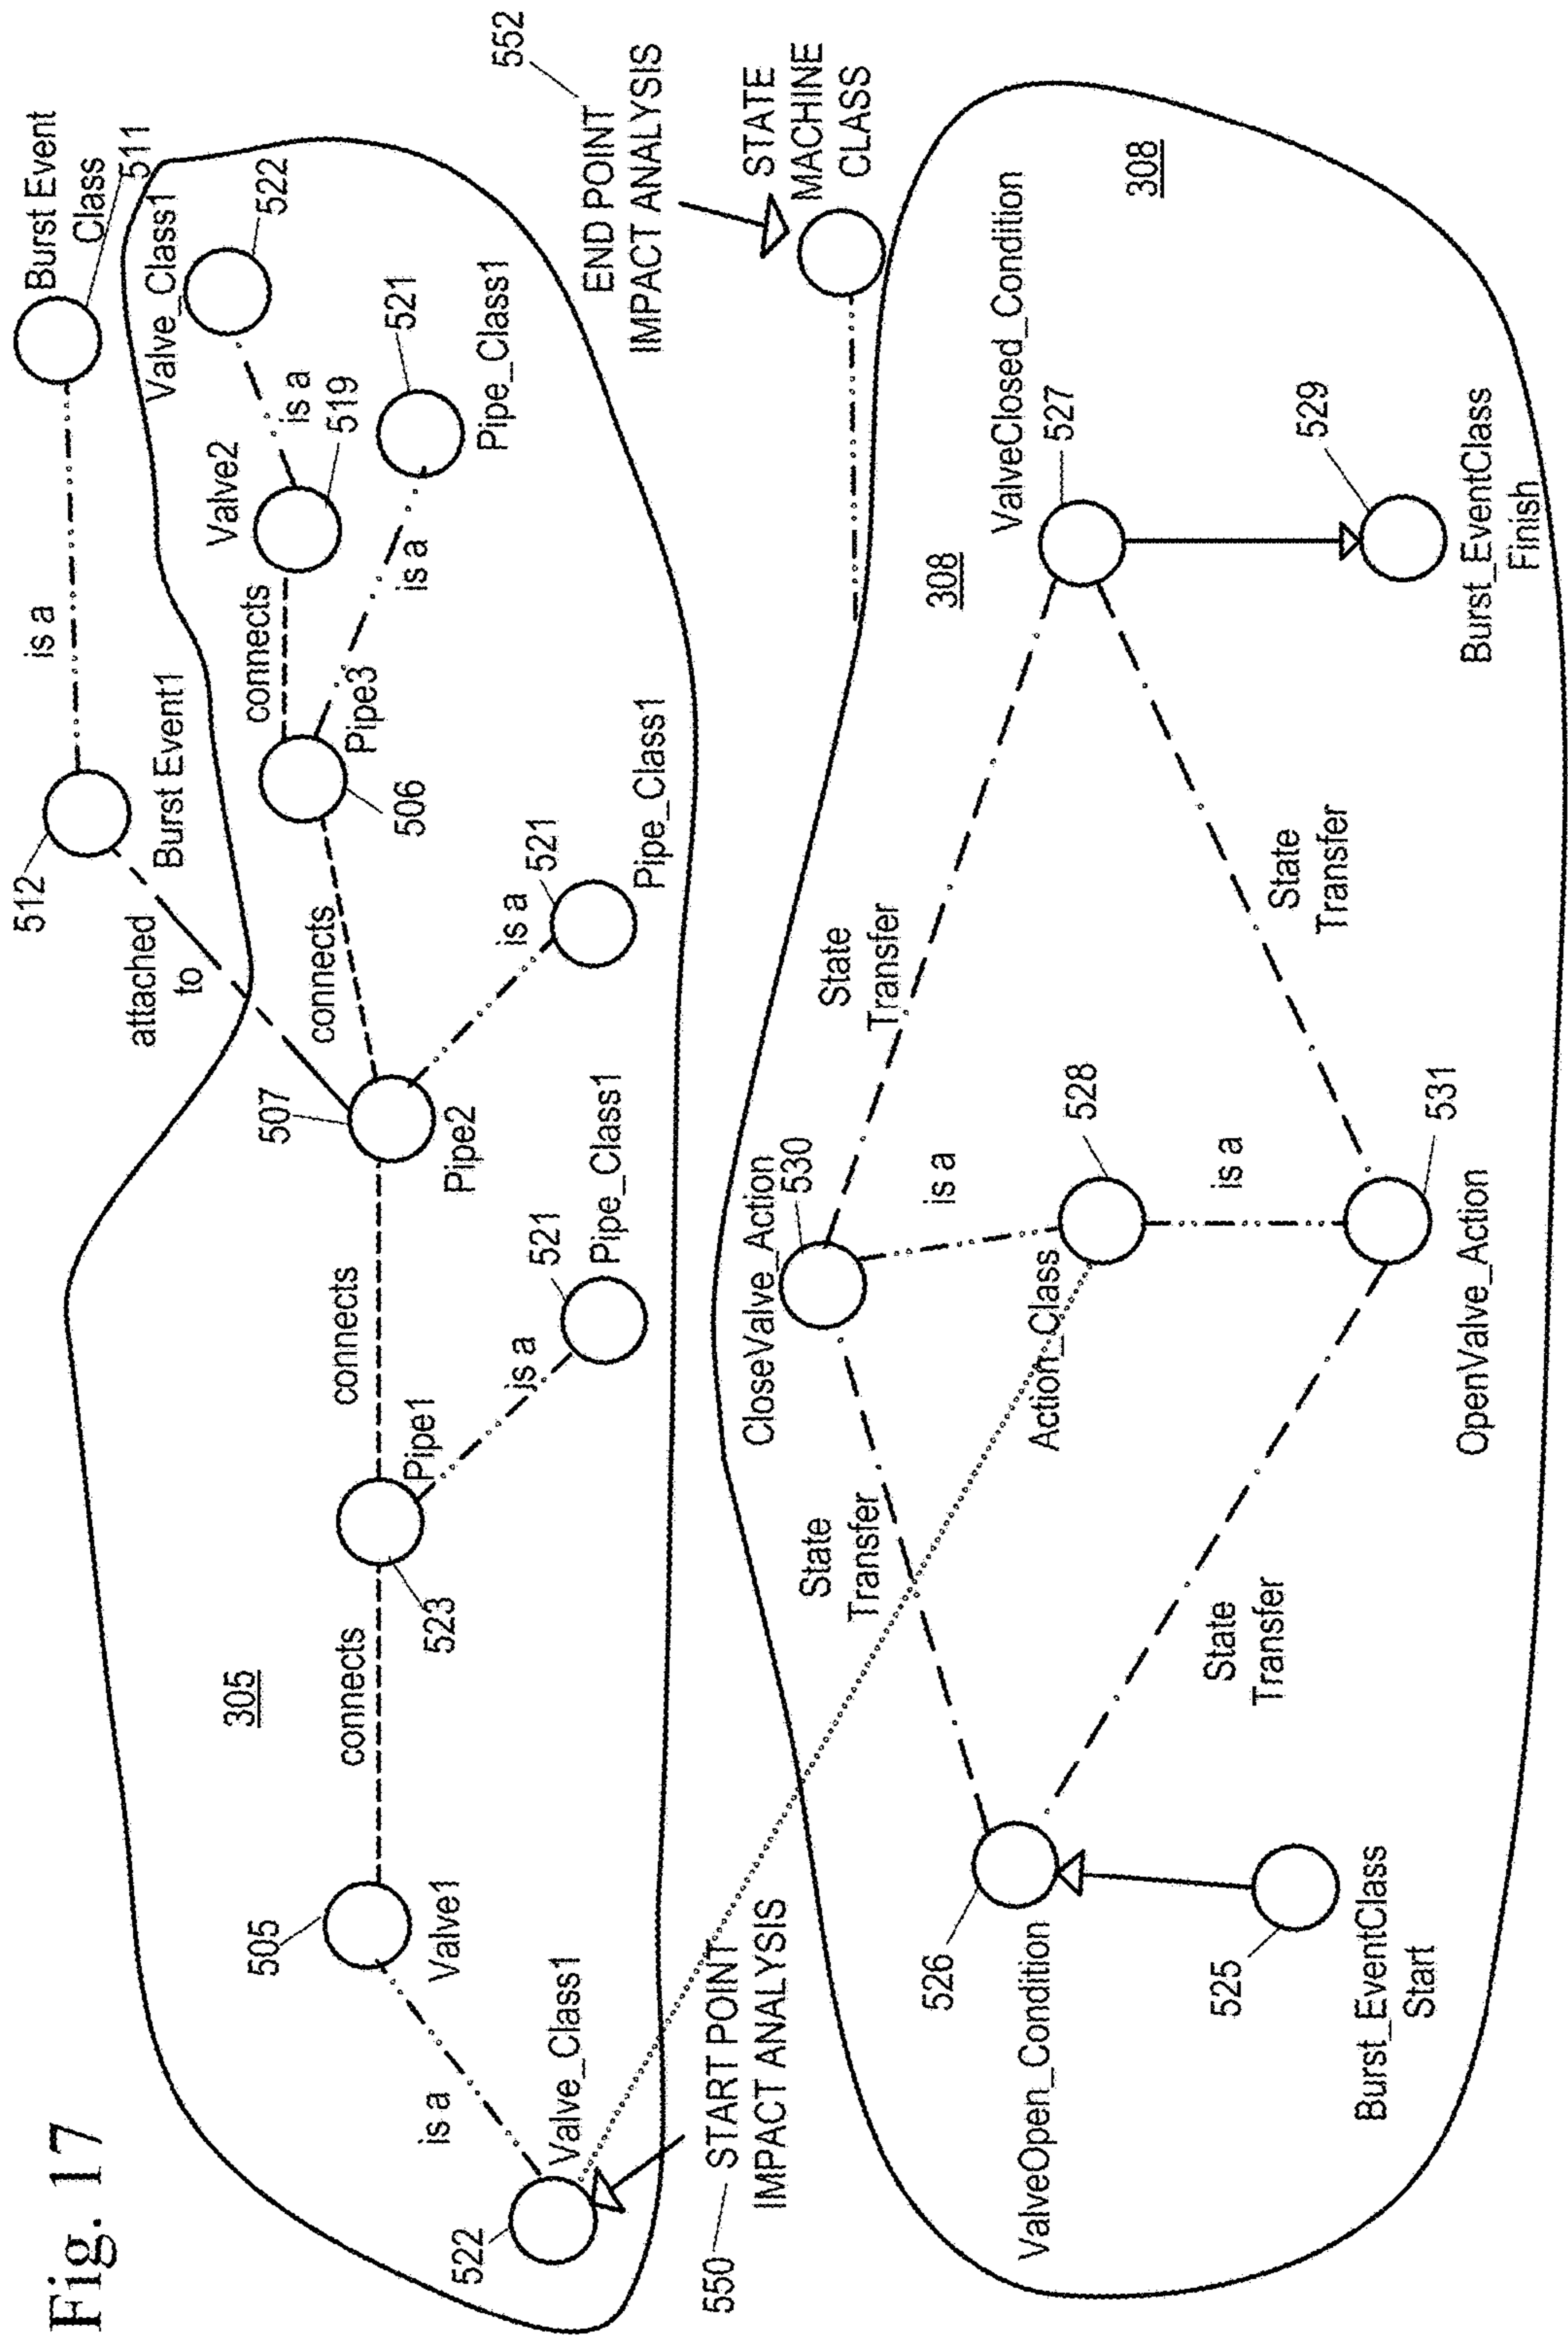 Fig. 17
305
522
Valve_Class1
is a
505
Valve1
connects
523
Pipe1
is a
521
Pipe_Class1
connects
507
Pipe2
is a
521
Pipe_Class1
attached
to
512
Burst Event1
is a
Burst Event
Class
511
connects
506
Pipe3
is a
521
Pipe_Class1
connects
Valve2
519
is a
Valve_Class1
522
550
START POINT
IMPACT ANALYSIS
552
END POINT
IMPACT ANALYSIS
STATE
MACHINE
CLASS
308
308
526
ValveOpen_Condition
525
Burst_EventClass
Start
State
Transfer
State
Transfer
CloseValve_Action
530
is a
Action_Class
528
is a
531
OpenValve_Action
State
Transfer
State
Transfer
ValveClosed_Condition
527
529
Burst_EventClass
Finish